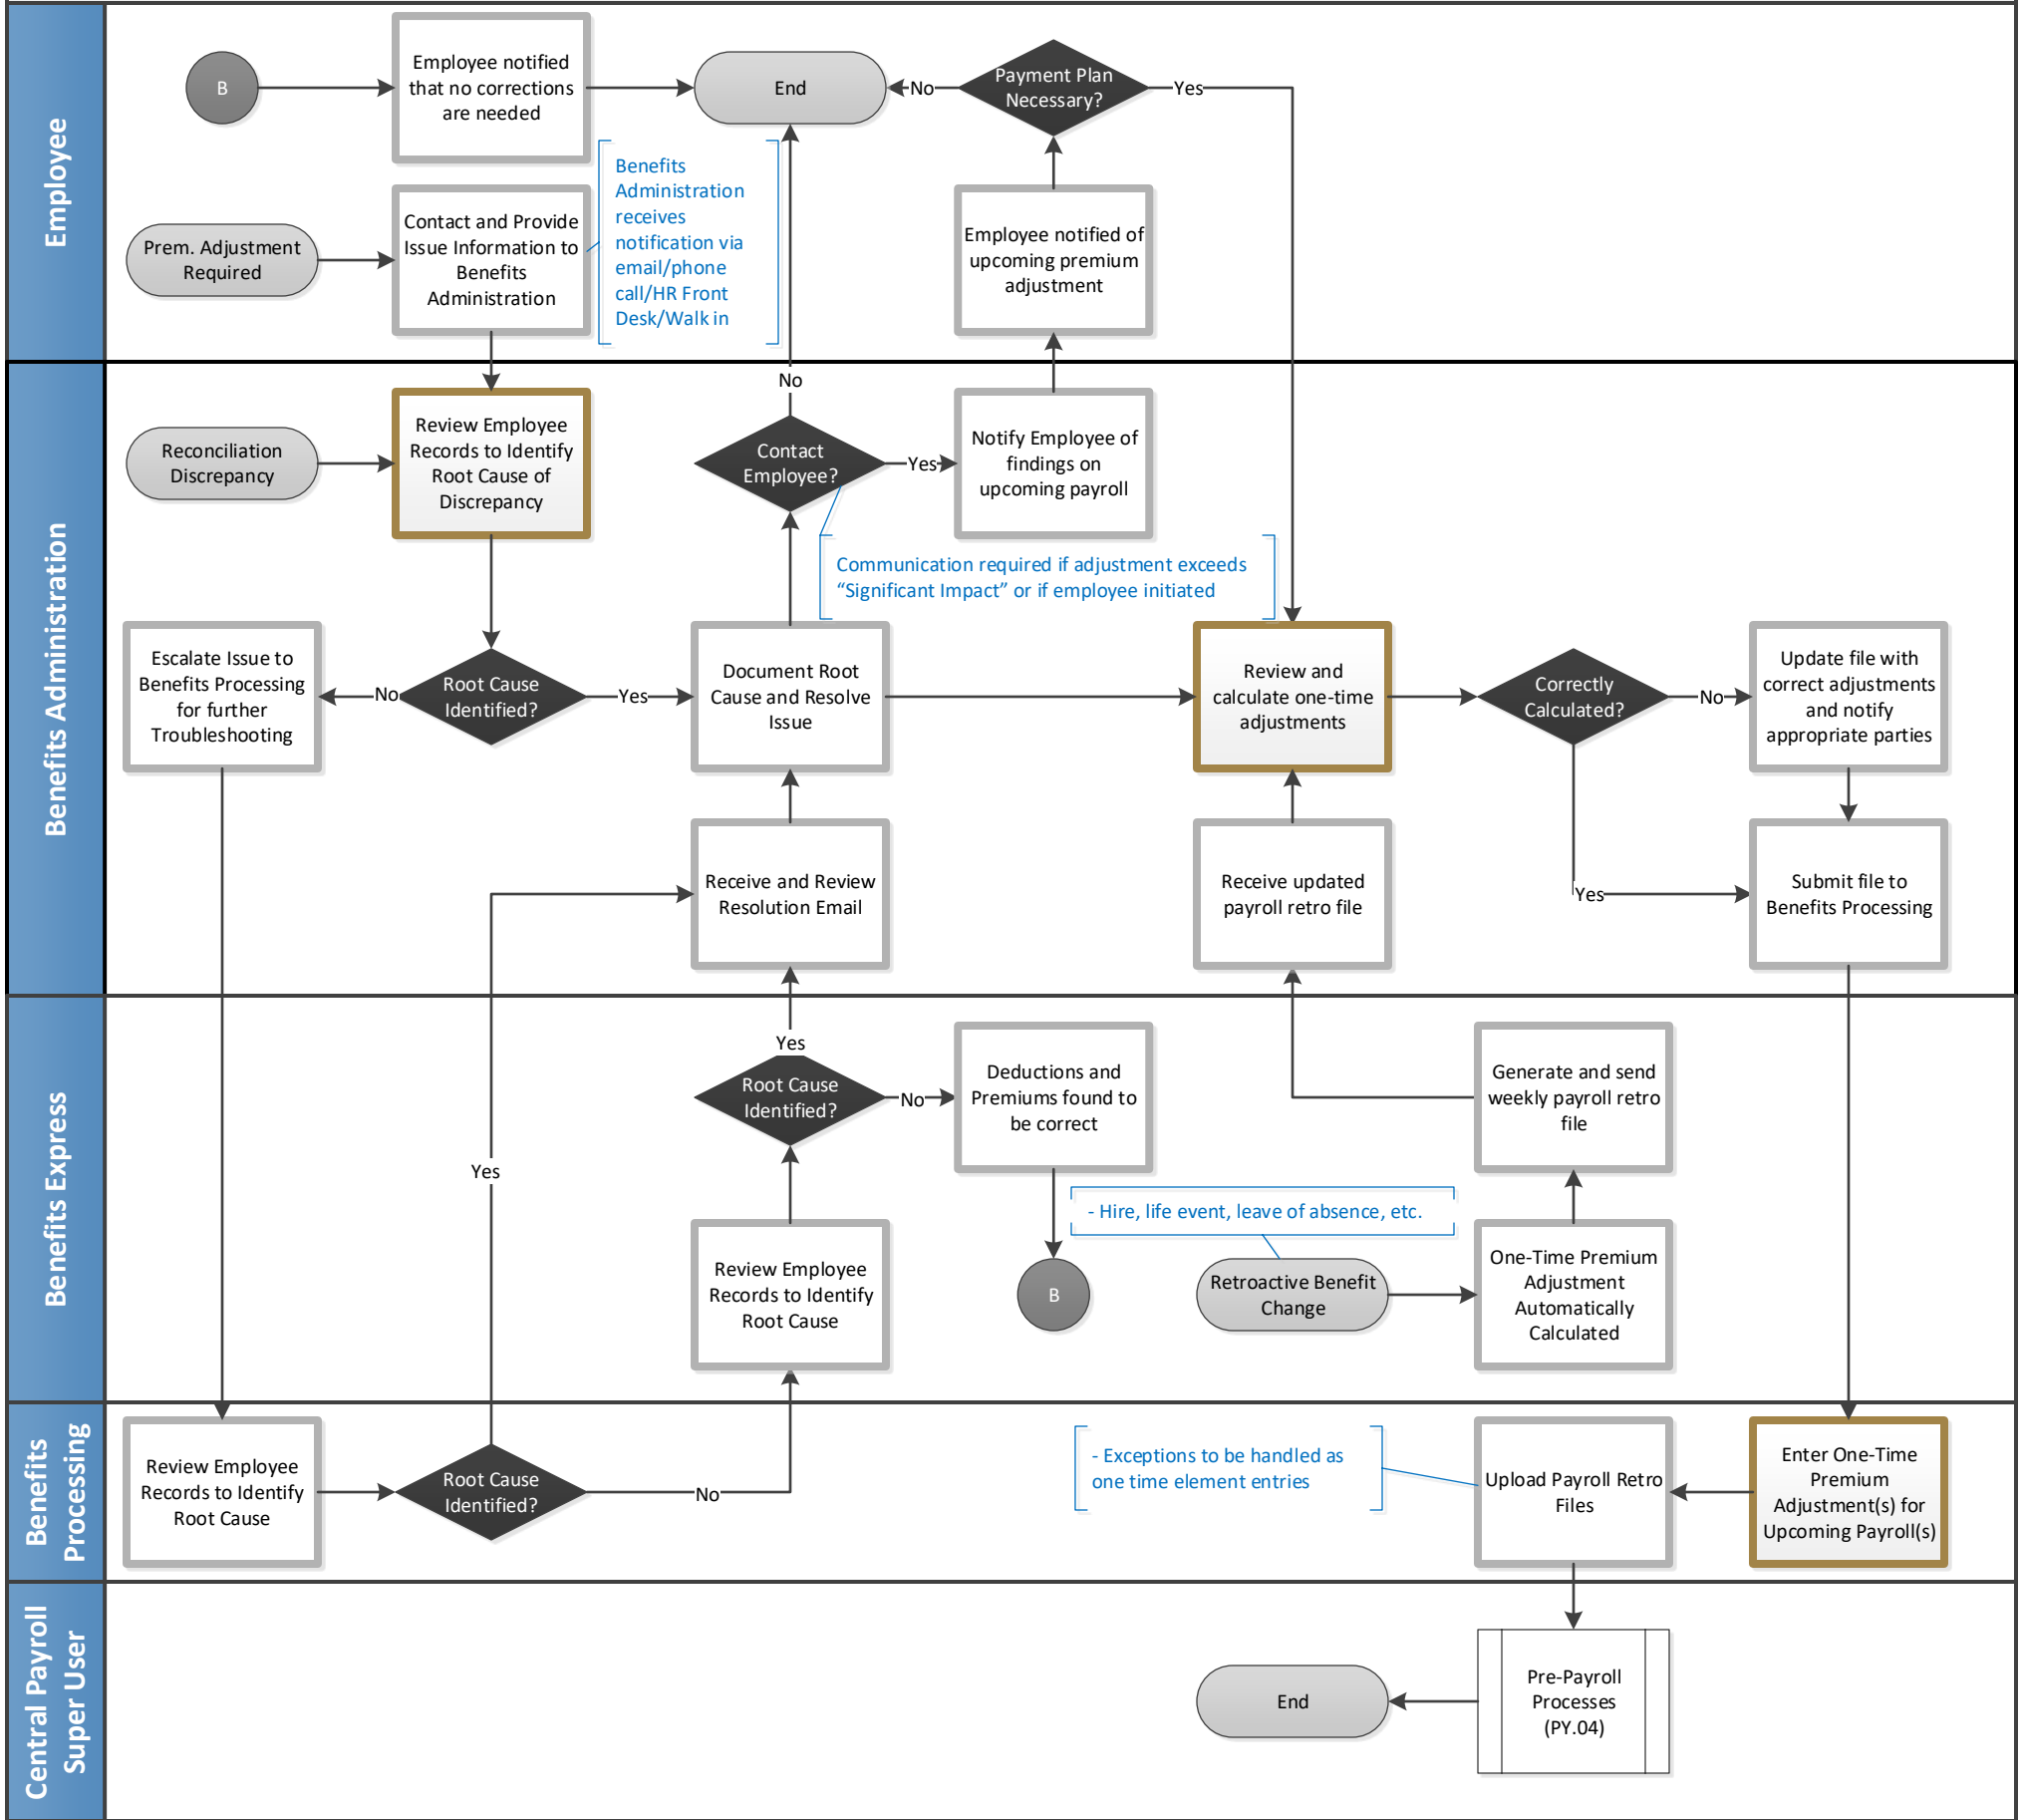 Employee
B
Employee notified
that no corrections
are needed
End
No
Payment Plan
Necessary?
Yes
Prem. Adjustment
Required
Contact and Provide
Issue Information to
Benefits
Administration
Benefits
Administration
receives
notification via
email/phone
call/HR Front
Desk/Walk in
Employee notified of
upcoming premium
adjustment
Benefits Administration
No
Reconciliation
Discrepancy
Review Employee
Records to Identify
Root Cause of
Discrepancy
Contact
Employee?
Yes
Notify Employee of
findings on
upcoming payroll
Communication required if adjustment exceeds
“Significant Impact” or if employee initiated
Escalate Issue to
Benefits Processing
for further
Troubleshooting
No
Root Cause
Identified?
Yes
Document Root
Cause and Resolve
Issue
Review and
calculate one-time
adjustments
Correctly
Calculated?
No
Update file with
correct adjustments
and notify
appropriate parties
Receive and Review
Resolution Email
Receive updated
payroll retro file
Yes
Submit file to
Benefits Processing
Benefits Express
Yes
Root Cause
Identified?
No
Deductions and
Premiums found to
be correct
Generate and send
weekly payroll retro
file
Yes
- Hire, life event, leave of absence, etc.
Review Employee
Records to Identify
Root Cause
B
Retroactive Benefit
Change
One-Time Premium
Adjustment
Automatically
Calculated
Benefits
Processing
Review Employee
Records to Identify
Root Cause
Root Cause
Identified?
No
- Exceptions to be handled as
one time element entries
Upload Payroll Retro
Files
Enter One-Time
Premium
Adjustment(s) for
Upcoming Payroll(s)
Central Payroll
Super User
End
Pre-Payroll
Processes
(PY.04)